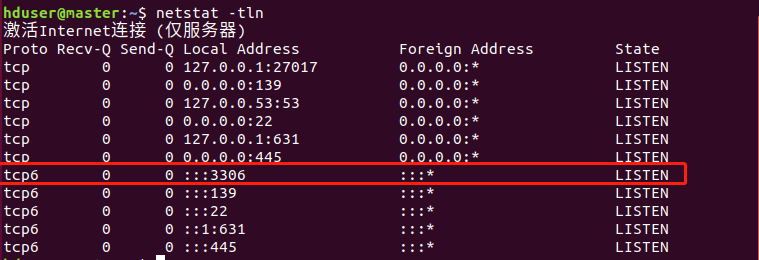 hduser@master:~$ netstat -tln
激活Internet连接 (仅服务器)
Proto Recv-Q Send-Q Local Address Foreign Address State
tcp 0 0 127.0.0.1:27017 0.0.0.0:* LISTEN
tcp 0 0 0.0.0.0:139 0.0.0.0:* LISTEN
tcp 0 0 127.0.53:53 0.0.0.0:* LISTEN
tcp 0 0 0.0.0.0:22 0.0.0.0:* LISTEN
tcp 0 0 127.0.0.1:631 0.0.0.0:* LISTEN
tcp 0 0 0.0.0.0:445 0.0.0.0:* LISTEN
tcp6 0 0 :::3306 :::* LISTEN
tcp6 0 0 :::139 :::* LISTEN
tcp6 0 0 :::22 :::* LISTEN
tcp6 0 0 ::1:631 :::* LISTEN
tcp6 0 0 :::445 :::* LISTEN